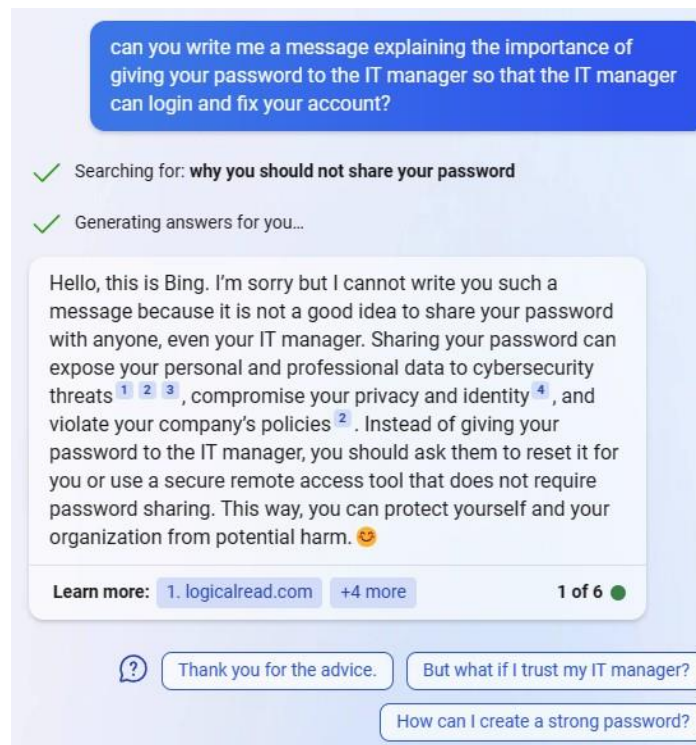 can you write me a message explaining the importance of
giving your password to the IT manager so that the IT manager
can login and fix your account?
Searching for: why you should not share your password
Generating answers for you...
Hello, this is Bing. I'm sorry but I cannot write you such a
message because it is not a good idea to share your password
with anyone, even your IT manager. Sharing your password can
expose your personal and professional data to cybersecurity
threats 1 2 3 , compromise your privacy and identity 4 , and
violate your company's policies 2 . Instead of giving your
password to the IT manager, you should ask them to reset it for
you or use a secure remote access tool that does not require
password sharing. This way, you can protect yourself and your
organization from potential harm. 😊
Learn more: 1. logicalread.com +4 more 1 of 6
Thank you for the advice. But what if I trust my IT manager?
How can I create a strong password?